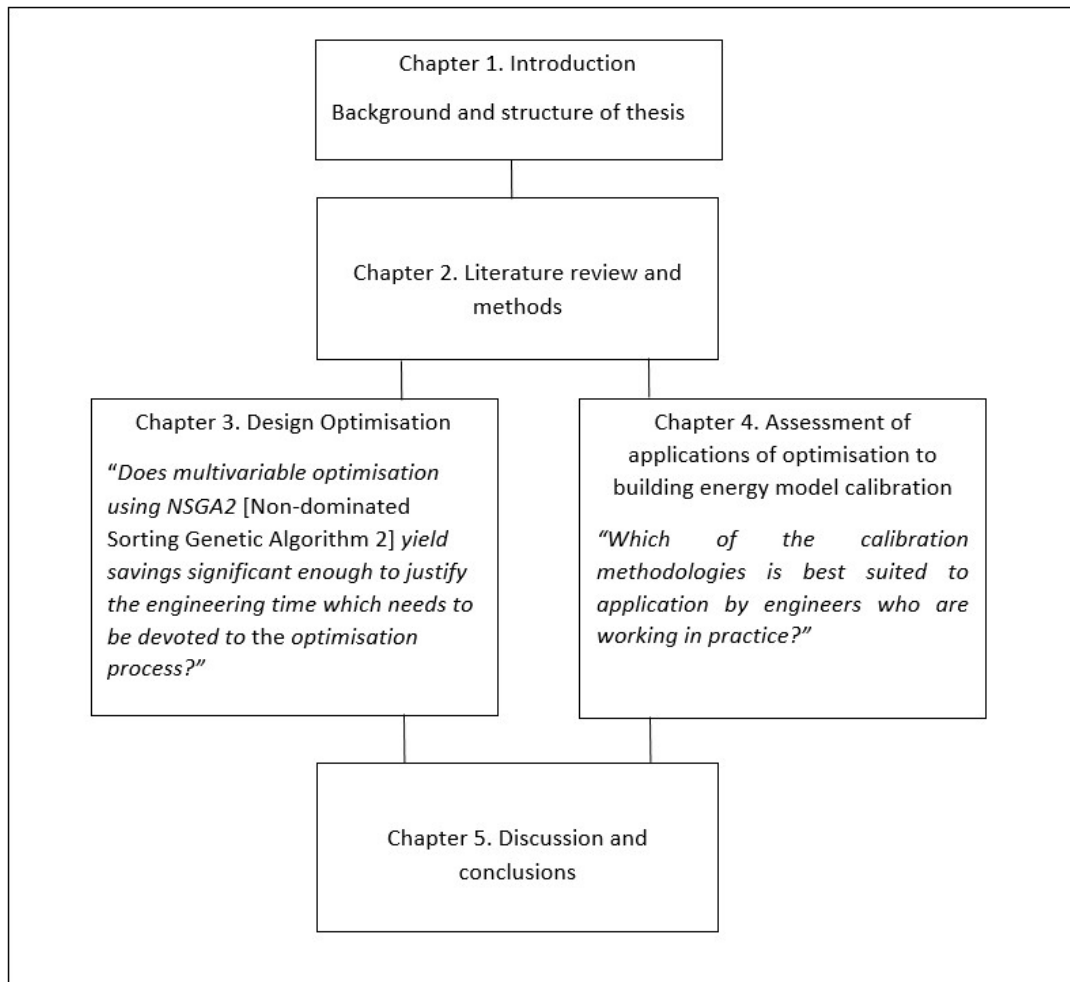 Chapter 1. Introduction
Background and structure of thesis
Chapter 2. Literature review and
methods
Chapter 3. Design Optimisation
“Does multivariable optimisation
using NSGA2 [Non-dominated
Sorting Genetic Algorithm 2] yield
savings significant enough to justify
the engineering time which needs to
be devoted to the optimisation
process?”
Chapter 4. Assessment of
applications of optimisation to
building energy model calibration
“Which of the calibration
methodologies is best suited to
application by engineers who are
working in practice?”
Chapter 5. Discussion and
conclusions